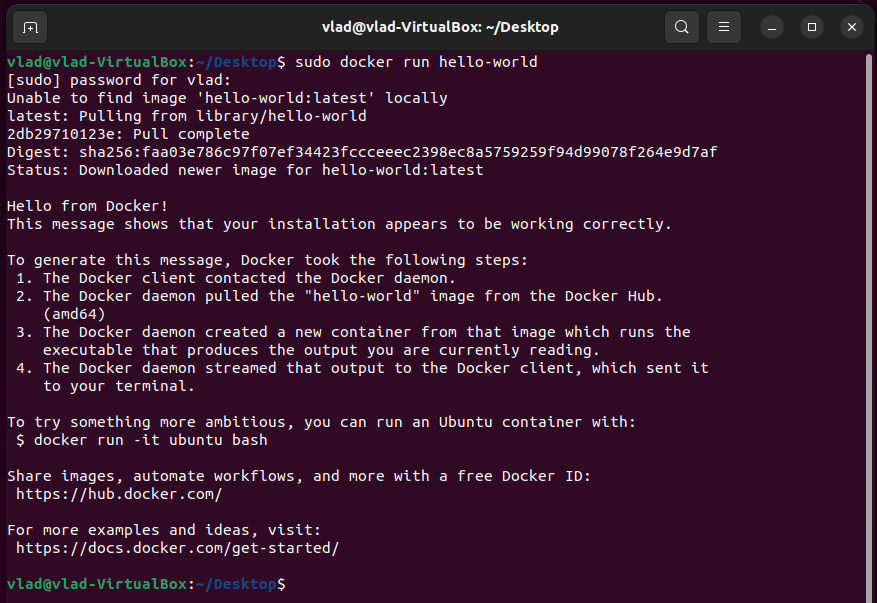 vlad@vlad-VirtualBox: ~/Desktop
vlad@vlad-VirtualBox:~/Desktop$ sudo docker run hello-world
[sudo] password for vlad:
Unable to find image 'hello-world:latest' locally
latest: Pulling from library/hello-world
2db29710123e: Pull complete
Digest: sha256:faa03e786c97f07ef34423fccceeec2398ec8a5759259f94d99078f264e9d7af
Status: Downloaded newer image for hello-world:latest

Hello from Docker!
This message shows that your installation appears to be working correctly.

To generate this message, Docker took the following steps:
 1. The Docker client contacted the Docker daemon.
 2. The Docker daemon pulled the "hello-world" image from the Docker Hub.
    (amd64)
 3. The Docker daemon created a new container from that image which runs the
    executable that produces the output you are currently reading.
 4. The Docker daemon streamed that output to the Docker client, which sent it
    to your terminal.

To try something more ambitious, you can run an Ubuntu container with:
 $ docker run -it ubuntu bash

Share images, automate workflows, and more with a free Docker ID:
 https://hub.docker.com/

For more examples and ideas, visit:
 https://docs.docker.com/get-started/

vlad@vlad-VirtualBox:~/Desktop$